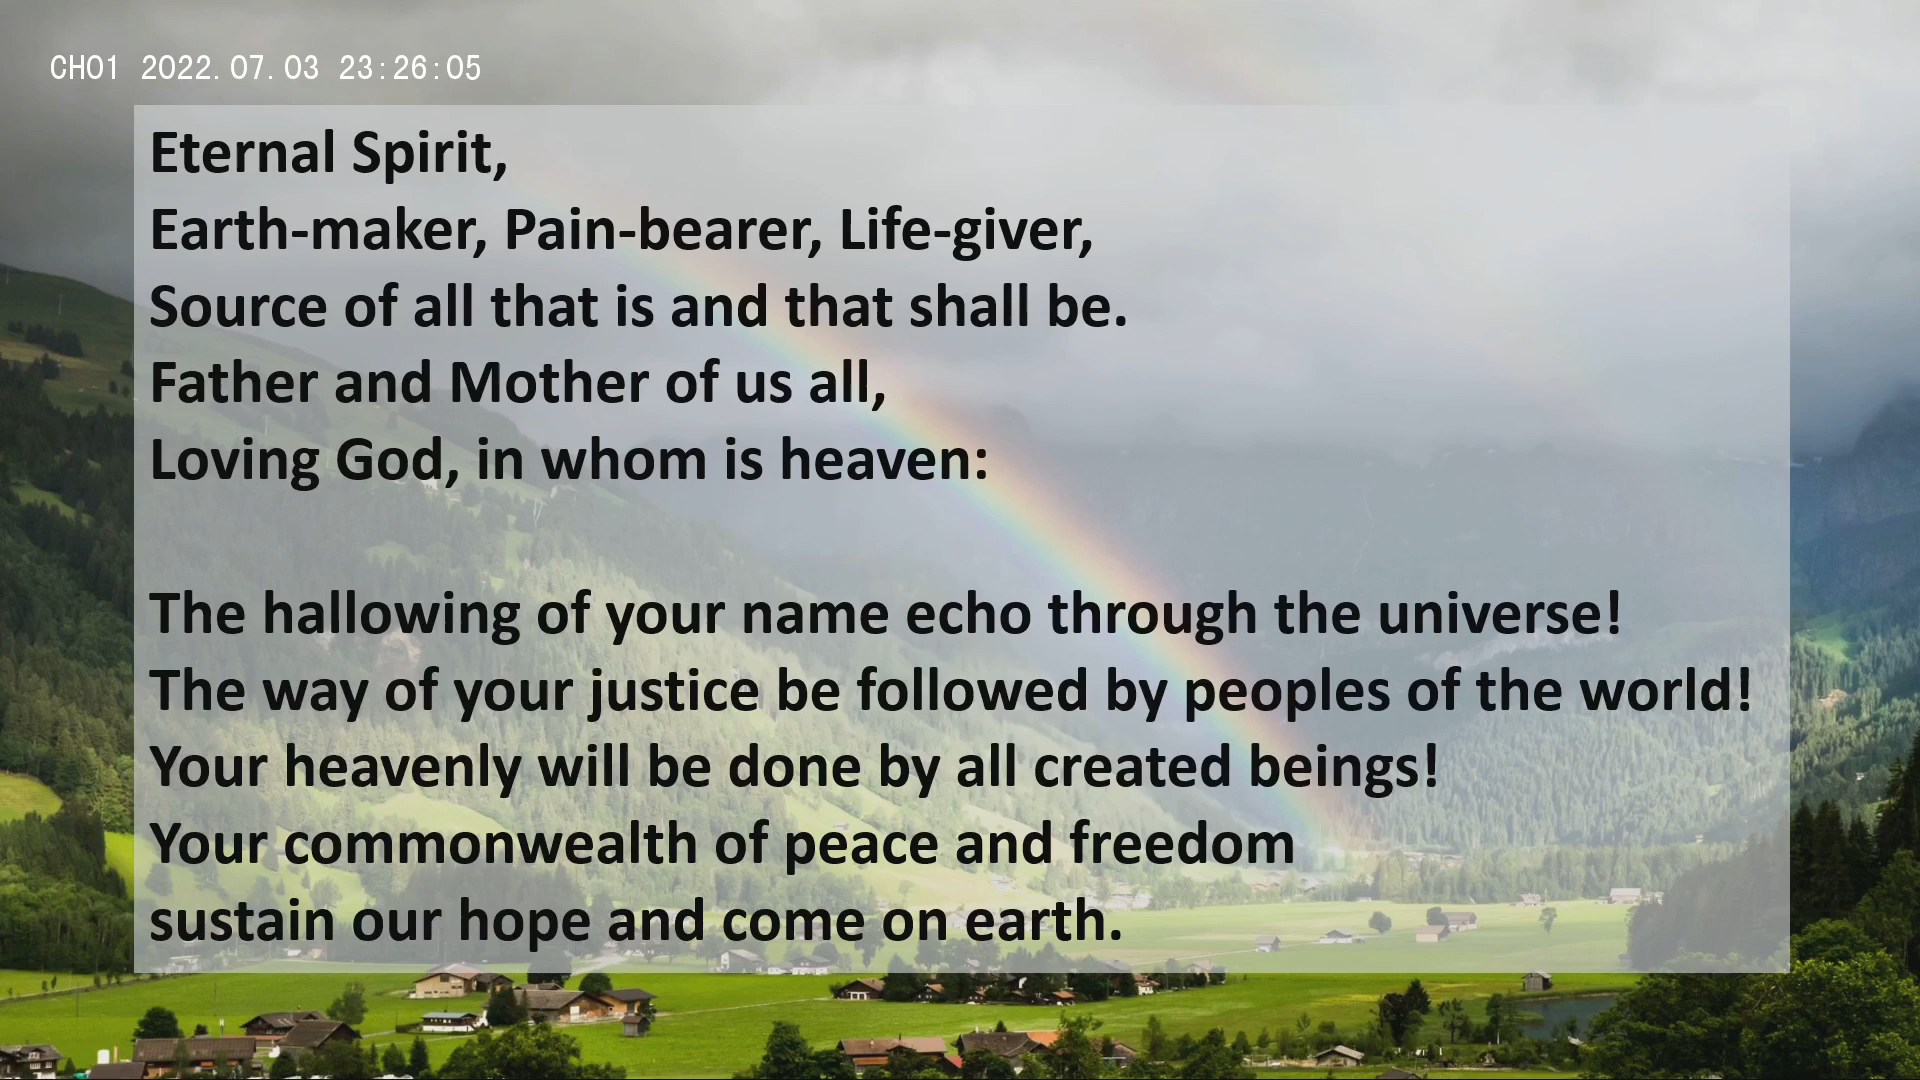 CH01 2022.07.03 23:26:05
Eternal Spirit,
Earth-maker, Pain-bearer, Life-giver,
Source of all that is and that shall be.
Father and Mother of us all,
Loving God, in whom is heaven:
The hallowing of your name echo through the universe!
The way of your justice be followed by peoples of the world!
Your heavenly will be done by all created beings!
Your commonwealth of peace and freedom
sustain our hope and come on earth.